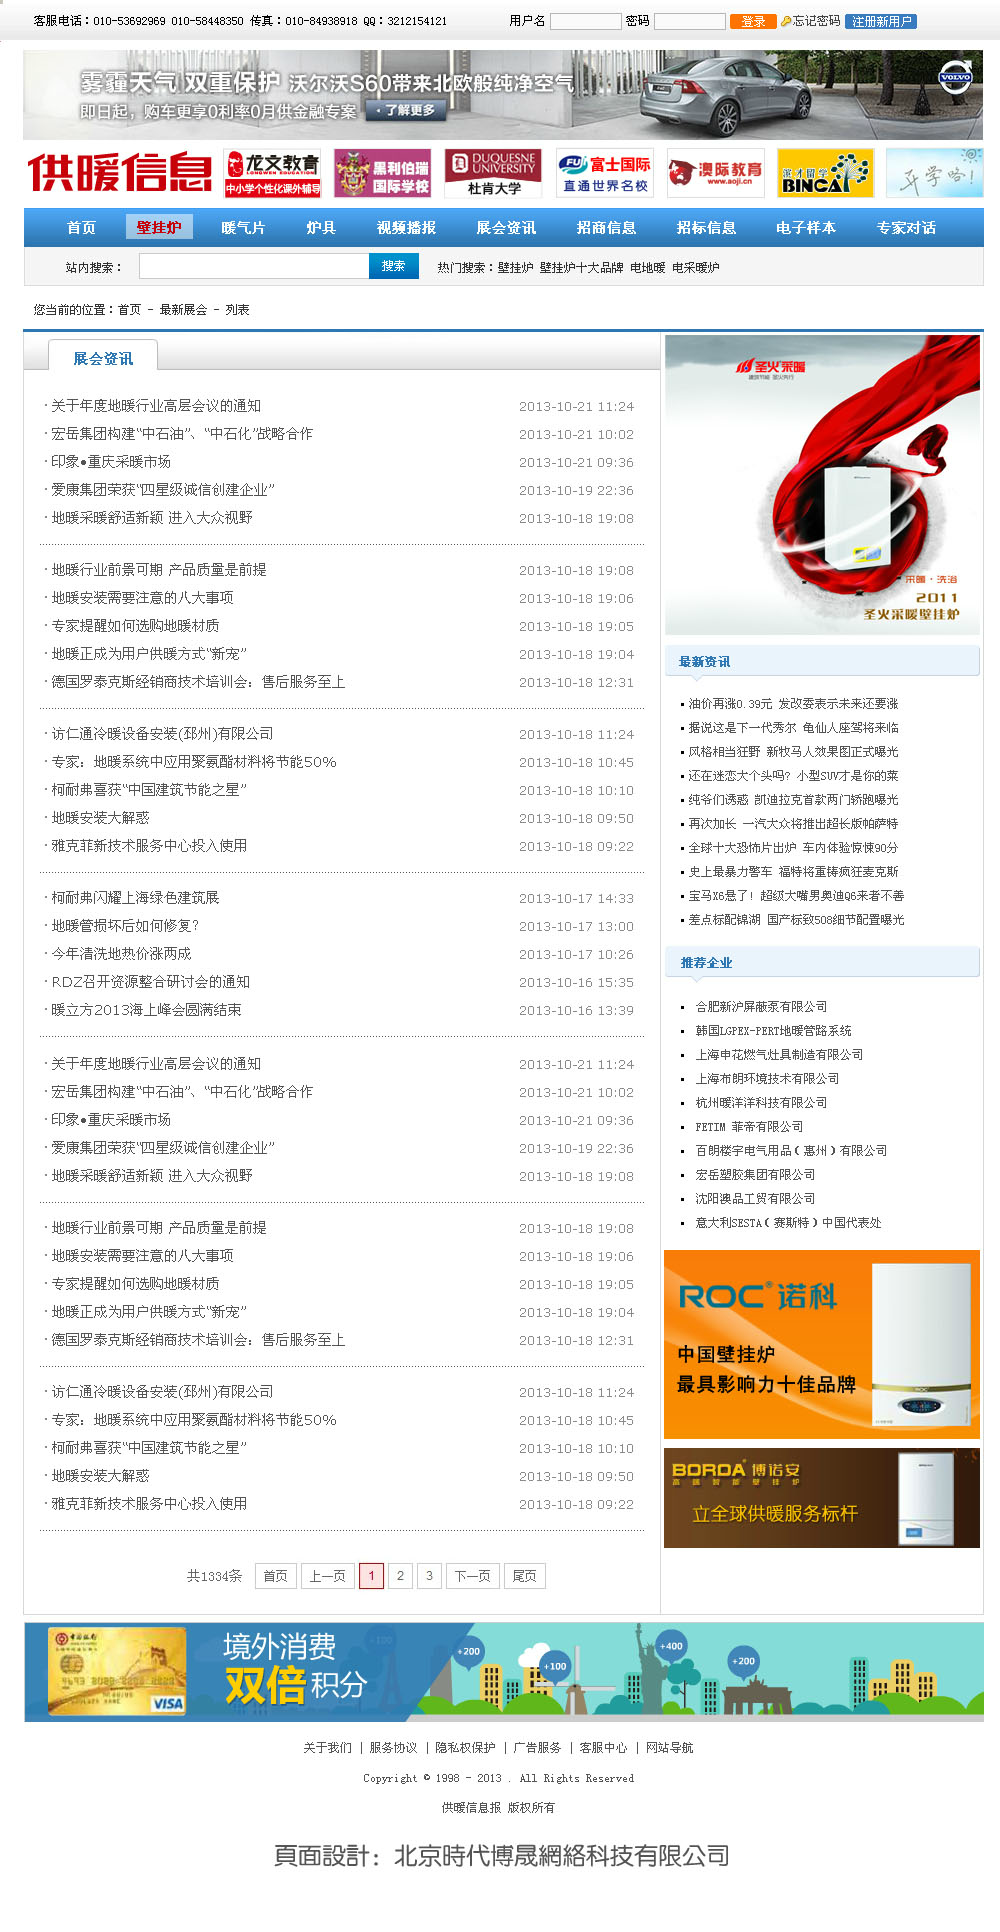 客服电话：010-53692969 010-58448350 传真：010-84938918 QQ：3212154121 用户名 密码 登录 忘记密码 注册新用户
雾霾天气 双重保护 沃尔沃S60带来北欧般纯净空气
即日起，购车更享0利率0月供金融专案 · 了解更多
VOLVO
供暖信息
龙文教育
中小学个性化课外辅导
黑利伯瑞
国际学校
DUQUESNE
UNIVERSITY
杜肯大学
FU 富士国际
直通世界名校
澳际教育
www.aoji.cn
滨才留学
BINCAI
开学咯!
首页 壁挂炉 暖气片 炉具 视频播报 展会资讯 招商信息 招标信息 电子样本 专家对话
站内搜索： 搜索 热门搜索：壁挂炉 壁挂炉十大品牌 电地暖 电采暖炉
您当前的位置：首页 - 最新展会 - 列表
展会资讯
· 关于年度地暖行业高层会议的通知 2013-10-21 11:24
· 宏岳集团构建“中石油”、“中石化”战略合作 2013-10-21 10:02
· 印象●重庆采暖市场 2013-10-21 09:36
· 爱康集团荣获“四星级诚信创建企业” 2013-10-19 22:36
· 地暖采暖舒适新颖 进入大众视野 2013-10-18 19:08
· 地暖行业前景可期 产品质量是前提 2013-10-18 19:08
· 地暖安装需要注意的八大事项 2013-10-18 19:06
· 专家提醒如何选购地暖材质 2013-10-18 19:05
· 地暖正成为用户供暖方式“新宠” 2013-10-18 19:04
· 德国罗泰克斯经销商技术培训会：售后服务至上 2013-10-18 12:31
· 访仁通冷暖设备安装(邳州)有限公司 2013-10-18 11:24
· 专家：地暖系统中应用聚氨酯材料将节能50% 2013-10-18 10:45
· 柯耐弗喜获“中国建筑节能之星” 2013-10-18 10:10
· 地暖安装大解惑 2013-10-18 09:50
· 雅克菲新技术服务中心投入使用 2013-10-18 09:22
· 柯耐弗闪耀上海绿色建筑展 2013-10-17 14:33
· 地暖管损坏后如何修复? 2013-10-17 13:00
· 今年清洗地热价涨两成 2013-10-17 10:26
· RDZ召开资源整合研讨会的通知 2013-10-16 15:35
· 暖立方2013海上峰会圆满结束 2013-10-16 13:39
· 关于年度地暖行业高层会议的通知 2013-10-21 11:24
· 宏岳集团构建“中石油”、“中石化”战略合作 2013-10-21 10:02
· 印象●重庆采暖市场 2013-10-21 09:36
· 爱康集团荣获“四星级诚信创建企业” 2013-10-19 22:36
· 地暖采暖舒适新颖 进入大众视野 2013-10-18 19:08
· 地暖行业前景可期 产品质量是前提 2013-10-18 19:08
· 地暖安装需要注意的八大事项 2013-10-18 19:06
· 专家提醒如何选购地暖材质 2013-10-18 19:05
· 地暖正成为用户供暖方式“新宠” 2013-10-18 19:04
· 德国罗泰克斯经销商技术培训会：售后服务至上 2013-10-18 12:31
· 访仁通冷暖设备安装(邳州)有限公司 2013-10-18 11:24
· 专家：地暖系统中应用聚氨酯材料将节能50% 2013-10-18 10:45
· 柯耐弗喜获“中国建筑节能之星” 2013-10-18 10:10
· 地暖安装大解惑 2013-10-18 09:50
· 雅克菲新技术服务中心投入使用 2013-10-18 09:22
共1334条 首页 上一页 1 2 3 下一页 尾页
圣火采暖
建筑节能 圣火先行
采暖 · 洗浴
2011
圣火采暖壁挂炉
最新资讯
油价再涨0.39元 发改委表示未来还要涨
据说这是下一代秀尔 龟仙人座驾将来临
风格相当狂野 新牧马人效果图正式曝光
还在迷恋大个头吗? 小型SUV才是你的菜
纯爷们诱惑 凯迪拉克首款两门轿跑曝光
再次加长 一汽大众将推出超长版帕萨特
全球十大恐怖片出炉 车内体验惊悚90分
史上最暴力警车 福特将重铸疯狂麦克斯
宝马X6悬了! 超级大嘴男奥迪Q6来者不善
差点标配锦湖 国产标致508细节配置曝光
推荐企业
合肥新沪屏蔽泵有限公司
韩国LGPEX-PERT地暖管路系统
上海申花燃气灶具制造有限公司
上海布朗环境技术有限公司
杭州暖洋洋科技有限公司
FETIM 菲帝有限公司
百朗楼宇电气用品（惠州）有限公司
宏岳塑胶集团有限公司
沈阳澳品工贸有限公司
意大利SESTA（赛斯特）中国代表处
ROC® 诺科
中国壁挂炉
最具影响力十佳品牌
ROC
BOROA 博诺安
高端智能壁挂炉
立全球供暖服务标杆
中国银行
VISA
境外消费
双倍积分
+100
+200
+100
+400
+200
关于我们 | 服务协议 | 隐私权保护 | 广告服务 | 客服中心 | 网站导航
Copyright © 1998 - 2013 . All Rights Reserved
供暖信息报 版权所有
頁面設計：北京時代博晟網絡科技有限公司